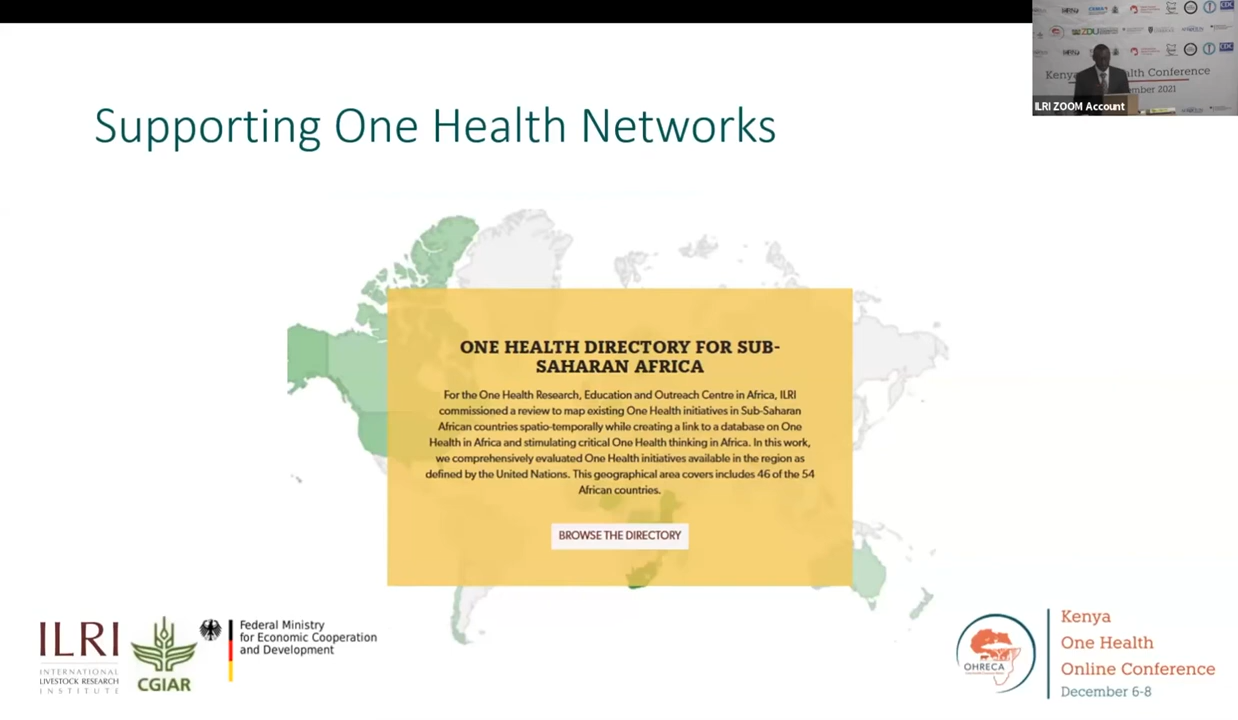 Supporting One Health Networks
Kenya
alth Conference
mber 2021
ILRI ZOOM Account
ONE HEALTH DIRECTORY FOR SUB-
SAHARAN AFRICA
For the One Health Research, Education and Outreach Centre in Africa, ILRI
commissioned a review to map existing One Health initiatives in Sub-Saharan
African countries spatio-temporally while creating a link to a database on One
Health in Africa and stimulating critical One Health thinking in Africa. In this work,
we comprehensively evaluated One Health initiatives available in the region as
defined by the United Nations. This geographical area covers includes 46 of the 54
African countries.
BROWSE THE DIRECTORY
ILRI
INTERNATIONAL
LIVESTOCK RESEARCH
INSTITUTE
CGIAR
Federal Ministry
for Economic Cooperation
and Development
OHRECA
Kenya
One Health
Online Conference
December 6-8